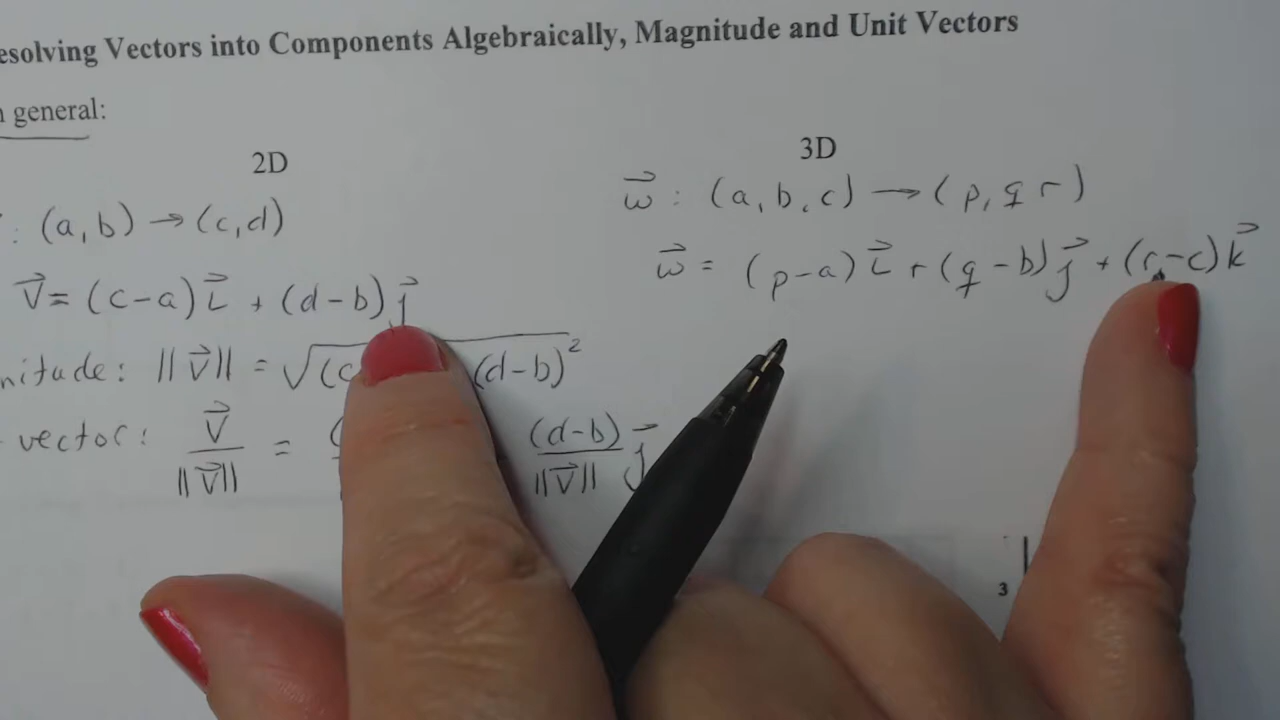 esolving Vectors into Components Algebraically, Magnitude and Unit Vectors
n general:
2D
: (a, b) → (c, d)
v⃗ = (c-a) i⃗ + (d-b) j⃗
nitude: ||v⃗|| = √(c (d-b)²
vector: v⃗/||v⃗|| = ( (d-b)/||v⃗|| j⃗
3D
w⃗ : (a, b, c) → (p, q r)
w⃗ = (p-a) i⃗ + (q-b) j⃗ + (r-c) k⃗
3